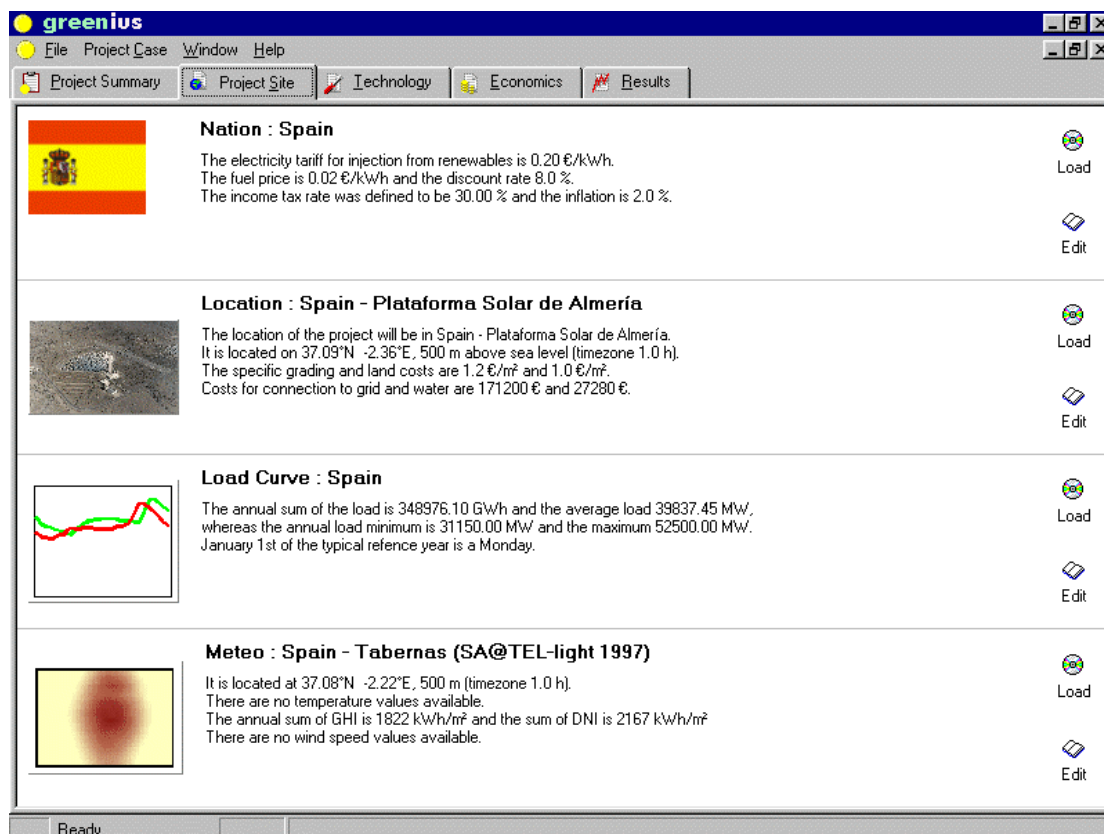 greenius
File Project Case Window Help
Project Summary Project Site Technology Economics Results
Nation : Spain
The electricity tariff for injection from renewables is 0.20 €/kWh.
The fuel price is 0.02 €/kWh and the discount rate 8.0 %.
The income tax rate was defined to be 30.00 % and the inflation is 2.0 %.
Load
Edit
Location : Spain - Plataforma Solar de Almería
The location of the project will be in Spain - Plataforma Solar de Almería.
It is located on 37.09°N -2.36°E, 500 m above sea level (timezone 1.0 h).
The specific grading and land costs are 1.2 €/m² and 1.0 €/m².
Costs for connection to grid and water are 171200 € and 27280 €.
Load
Edit
Load Curve : Spain
The annual sum of the load is 348976.10 GWh and the average load 39837.45 MW,
whereas the annual load minimum is 31150.00 MW and the maximum 52500.00 MW.
January 1st of the typical refence year is a Monday.
Load
Edit
Meteo : Spain - Tabernas (SA@TEL-light 1997)
It is located at 37.08°N -2.22°E, 500 m (timezone 1.0 h).
There are no temperature values available.
The annual sum of GHI is 1822 kWh/m² and the sum of DNI is 2167 kWh/m²
There are no wind speed values available.
Load
Edit
Ready